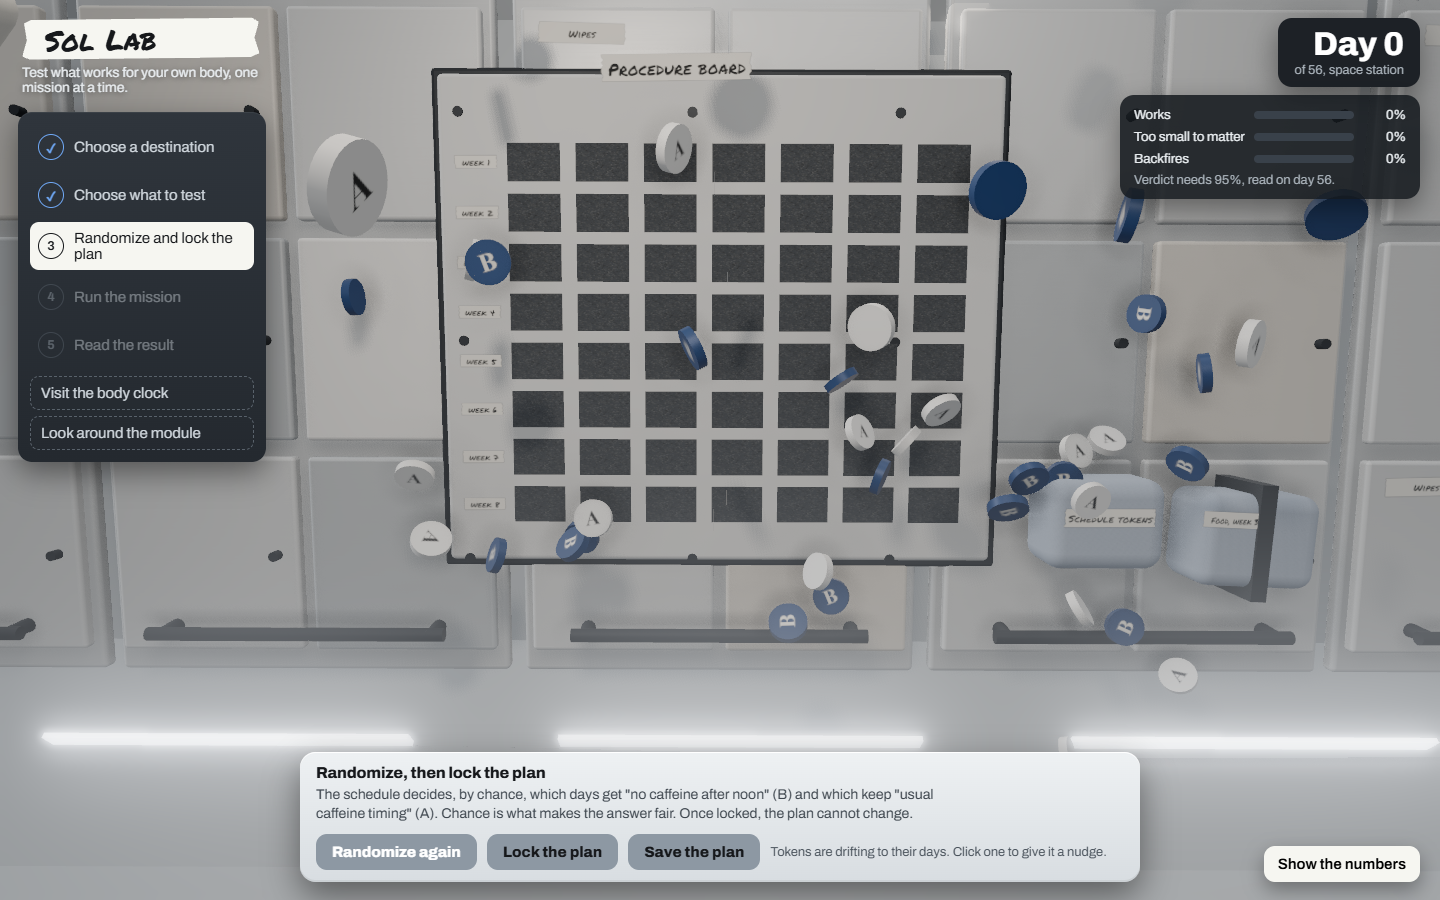 Sol Lab
Test what works for your own body, one
mission at a time.
Choose a destination
Choose what to test
3
Randomize and lock the
plan
4
Run the mission
5
Read the result
Visit the body clock
Look around the module
Wipes
Procedure board
Week 1
Week 2
Week 4
Week 5
Week 6
Week 7
Week 8
A
A
B
B
A
A
A
A
A
A
B
B
B
A
Schedule tokens
Food, week
Wipes
A
A
B
B
B
B
B
A
Day 0
of 56, space station
Works
0%
Too small to matter
0%
Backfires
0%
Verdict needs 95%, read on day 56.
Randomize, then lock the plan
The schedule decides, by chance, which days get "no caffeine after noon" (B) and which keep "usual
caffeine timing" (A). Chance is what makes the answer fair. Once locked, the plan cannot change.
Randomize again
Lock the plan
Save the plan
Tokens are drifting to their days. Click one to give it a nudge.
Show the numbers